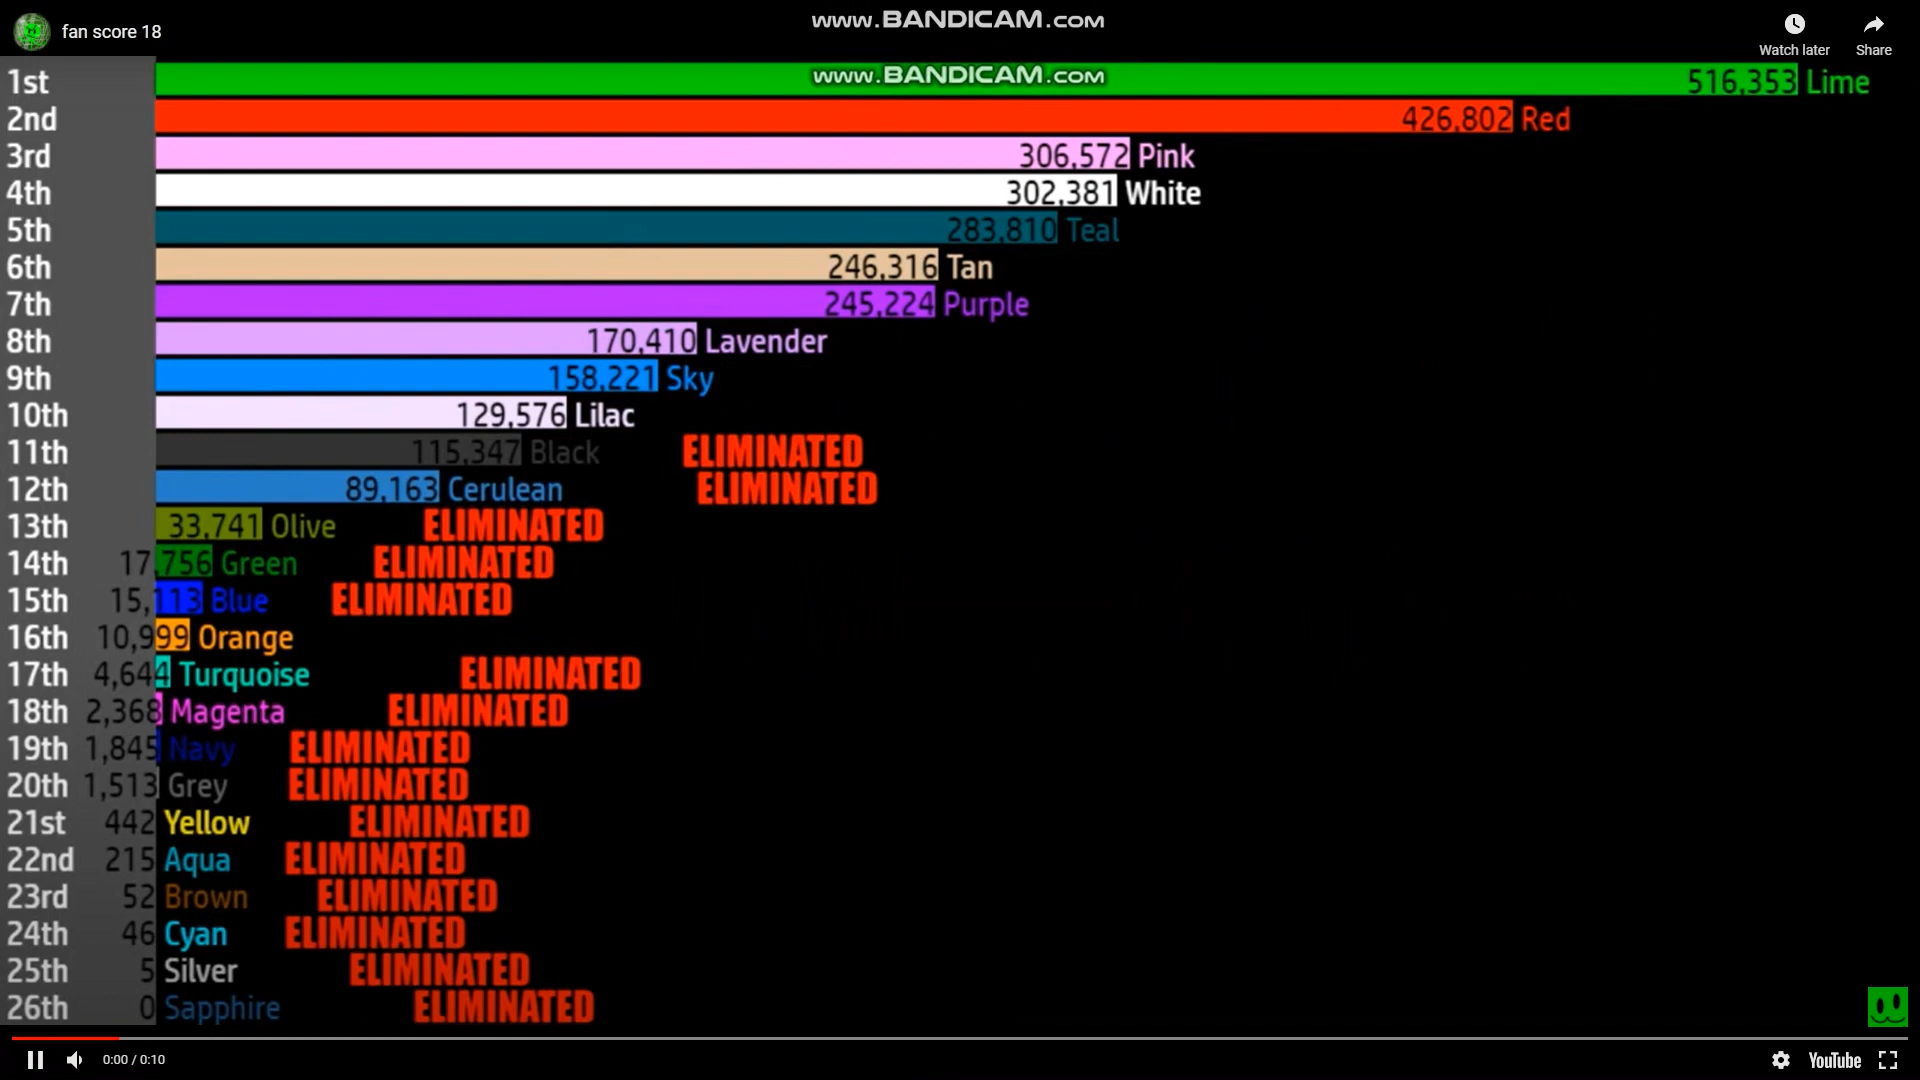 fan score 18
www.BANDICAM.com
Watch later
Share
www.BANDICAM.com
1st 516,353 Lime
2nd 426,802 Red
3rd 306,572 Pink
4th 302,381 White
5th 283,810 Teal
6th 246,316 Tan
7th 245,224 Purple
8th 170,410 Lavender
9th 158,221 Sky
10th 129,576 Lilac
11th 115,347 Black ELIMINATED
12th 89,163 Cerulean ELIMINATED
13th 33,741 Olive ELIMINATED
14th 17,756 Green ELIMINATED
15th 15,113 Blue ELIMINATED
16th 10,999 Orange
17th 4,644 Turquoise ELIMINATED
18th 2,368 Magenta ELIMINATED
19th 1,845 Navy ELIMINATED
20th 1,513 Grey ELIMINATED
21st 442 Yellow ELIMINATED
22nd 215 Aqua ELIMINATED
23rd 52 Brown ELIMINATED
24th 46 Cyan ELIMINATED
25th 5 Silver ELIMINATED
26th 0 Sapphire ELIMINATED
0:00 / 0:10
YouTube